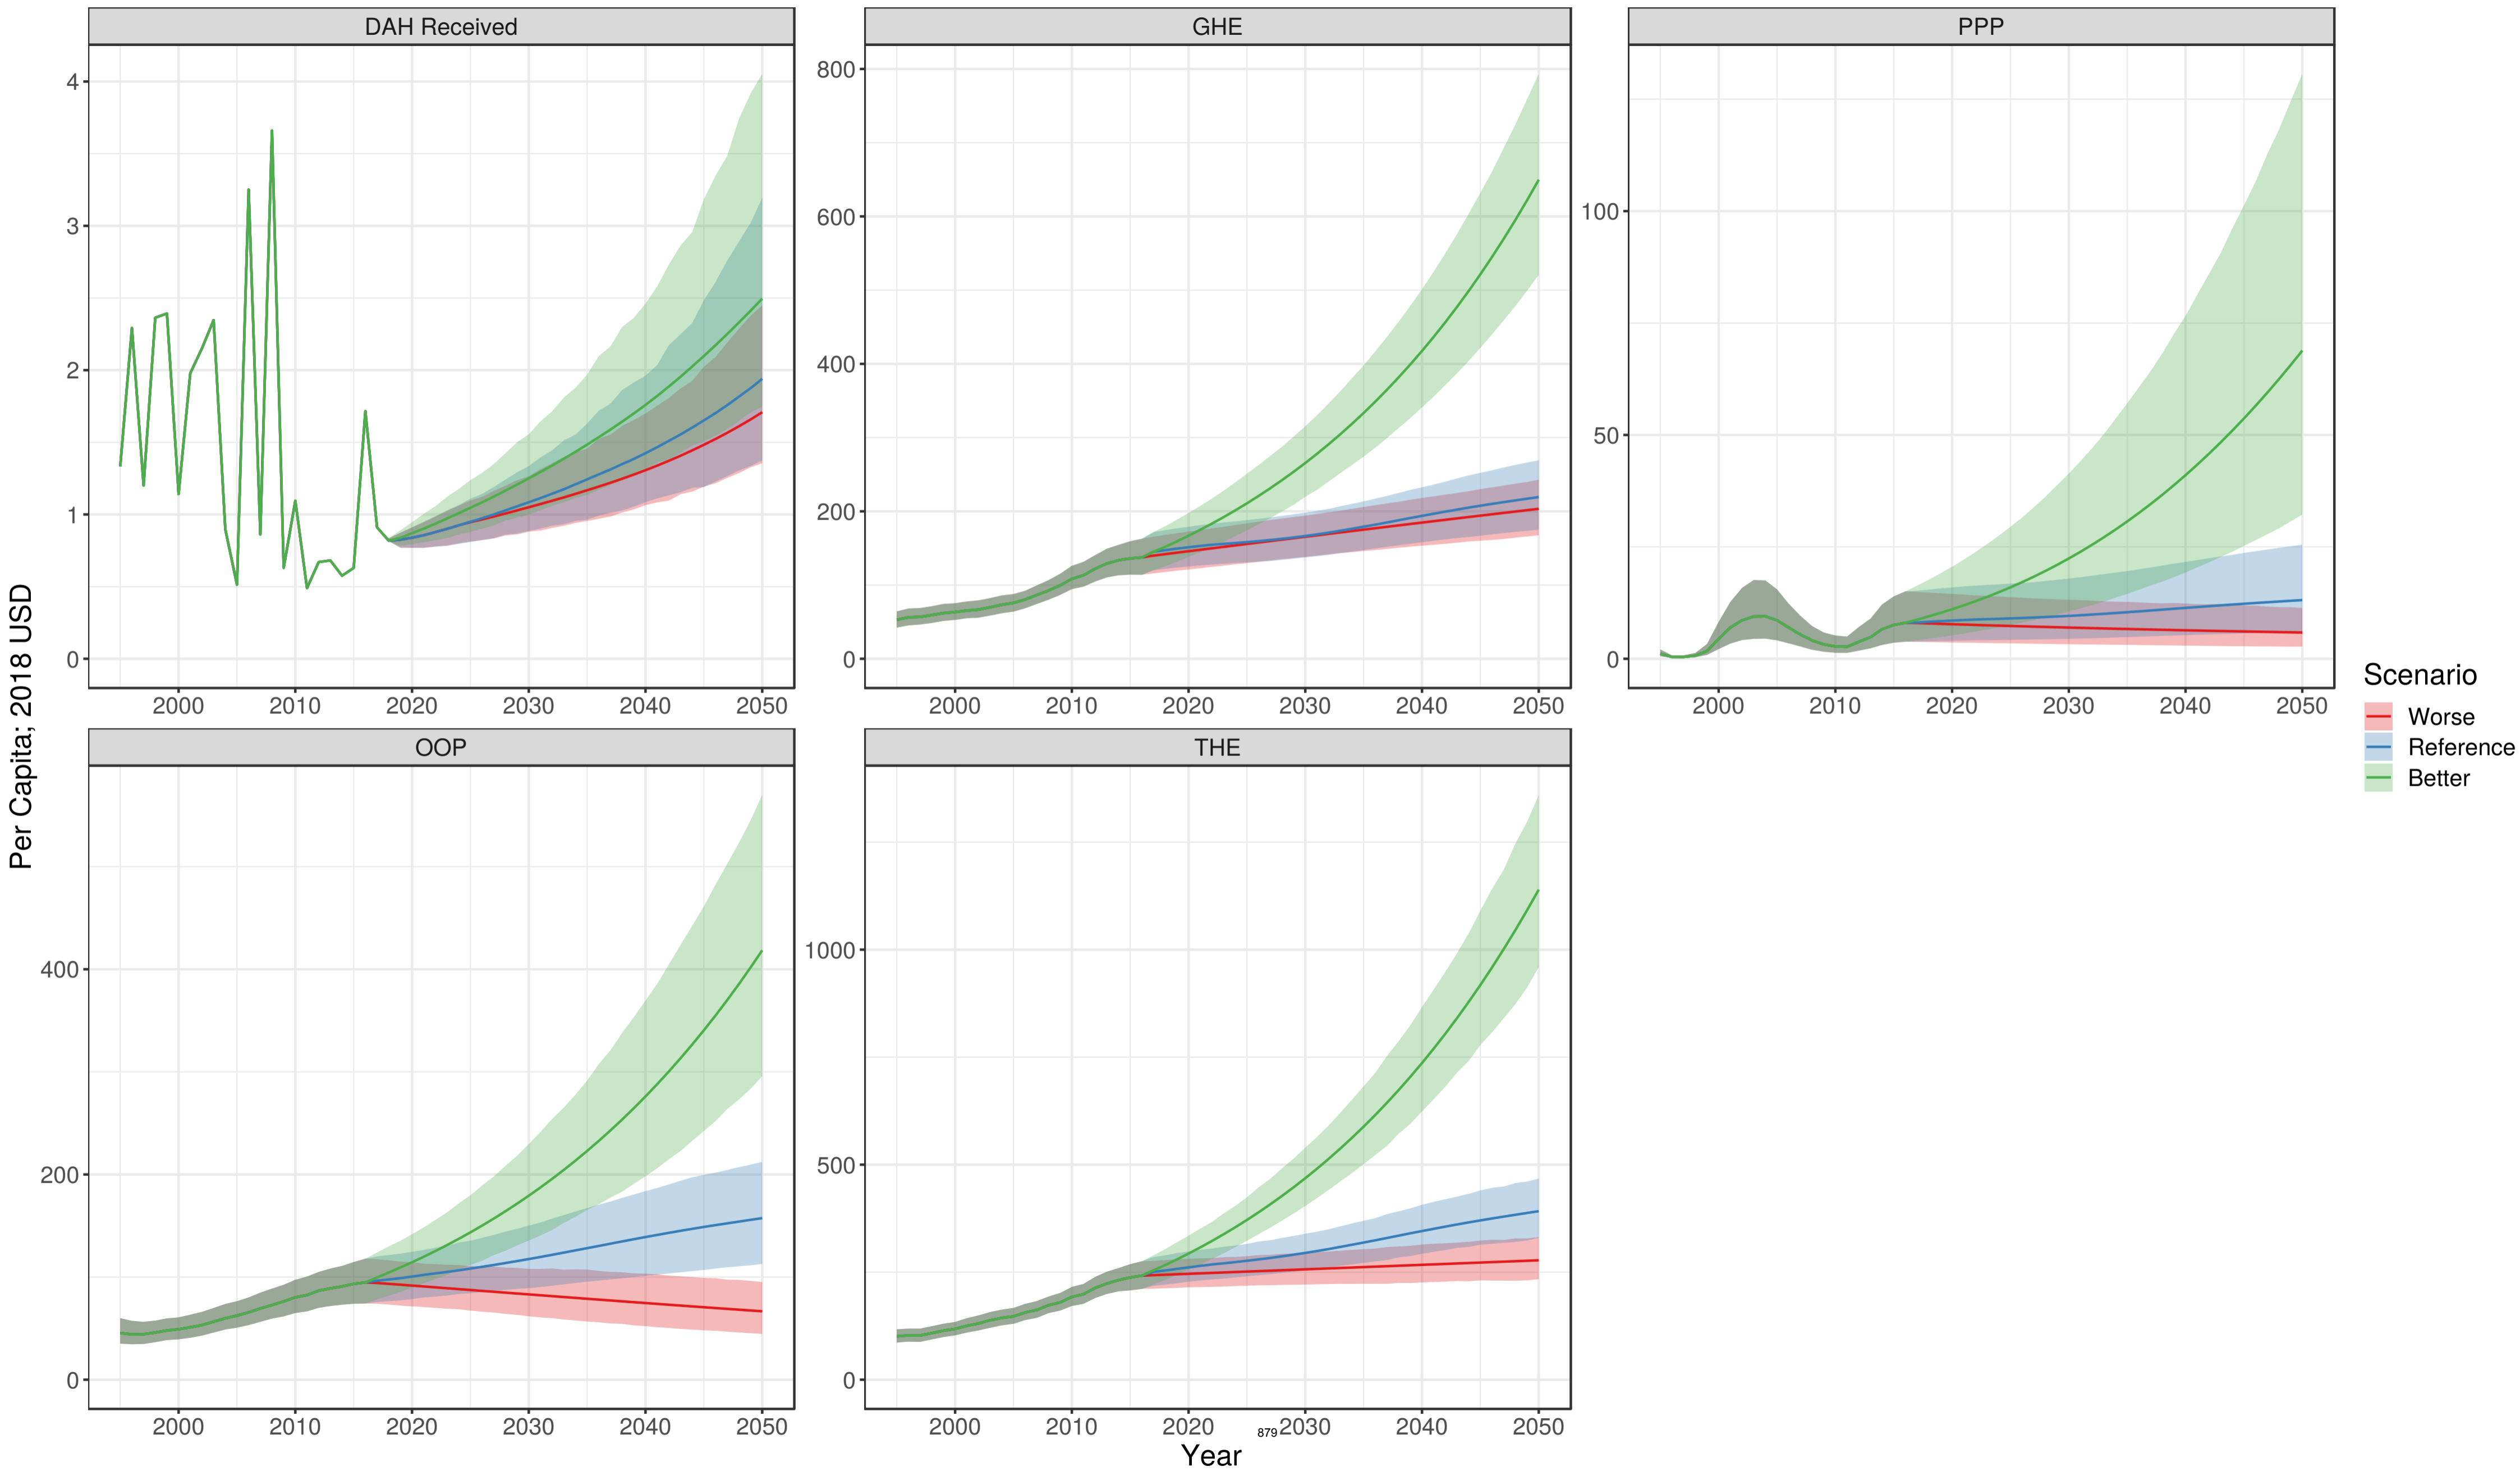 DAH Received
GHE
PPP
4
3
2
1
0
800
600
400
200
0
100
50
0
2000 2010 2020 2030 2040 2050
2000 2010 2020 2030 2040 2050
2000 2010 2020 2030 2040 2050
Per Capita; 2018 USD
OOP
THE
400
200
0
1000
500
0
2000 2010 2020 2030 2040 2050
2000 2010 2020 2030 2040 2050
879
Year
Scenario
Worse
Reference
Better